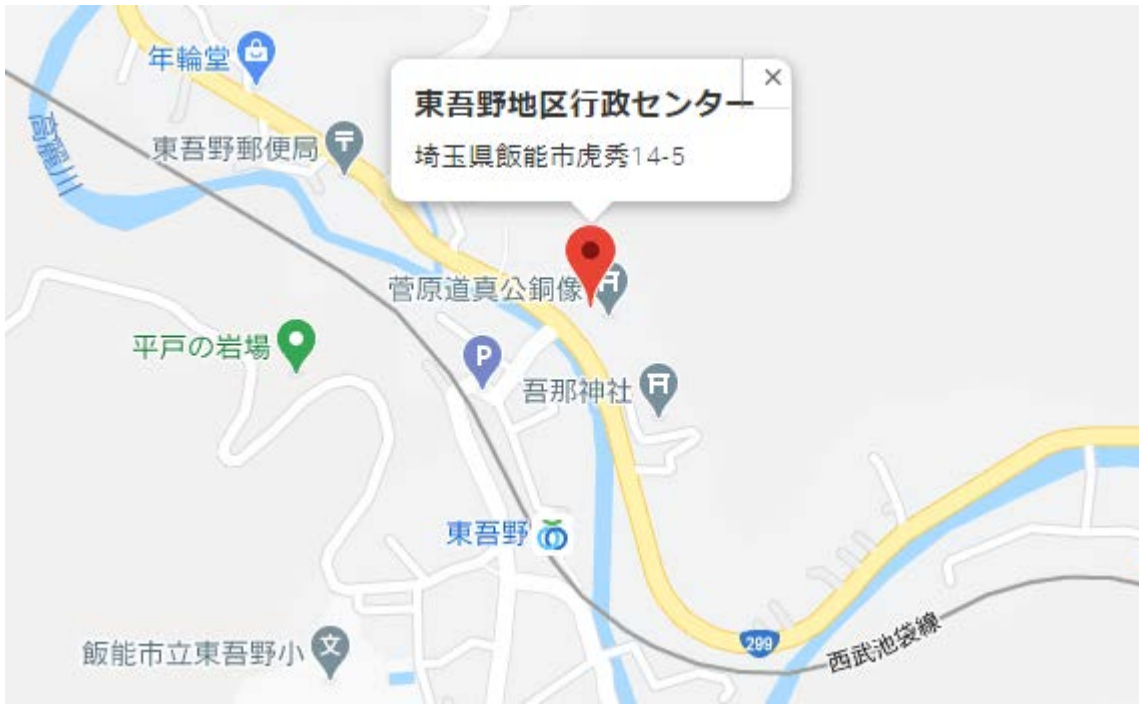 年輪堂
東吾野地区行政センター
埼玉県飯能市虎秀14-5
高麗川
東吾野郵便局
菅原道真公銅像
平戸の岩場
P
吾那神社
東吾野
299
西武池袋線
飯能市立東吾野小
文